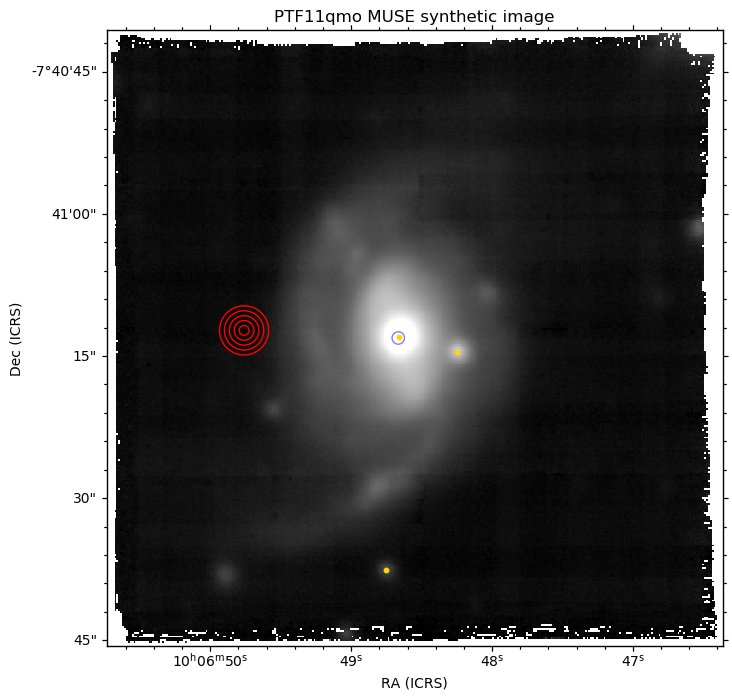 PTF11qmo MUSE synthetic image
-7°40'45"
41'00"
15"
30"
45"
Dec (ICRS)
10ʰ06ᵐ50ˢ
49ˢ
48ˢ
47ˢ
RA (ICRS)